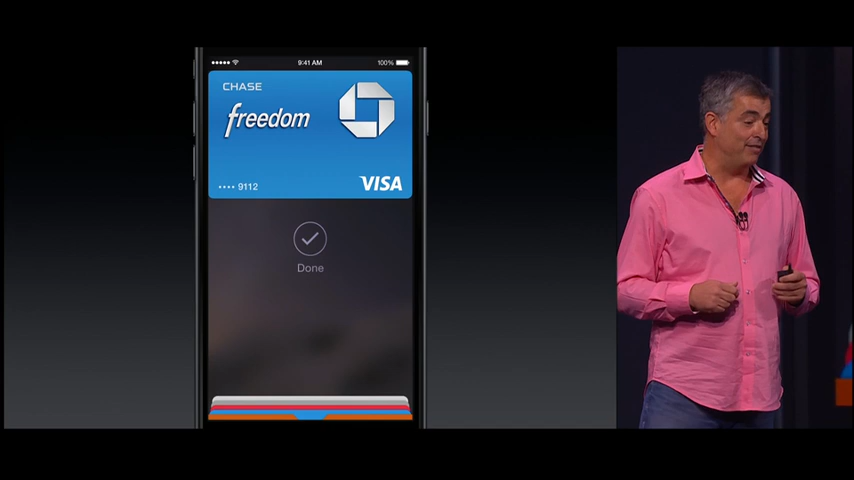 9:41 AM
100%
CHASE
freedom
•••• 9112
VISA
Done